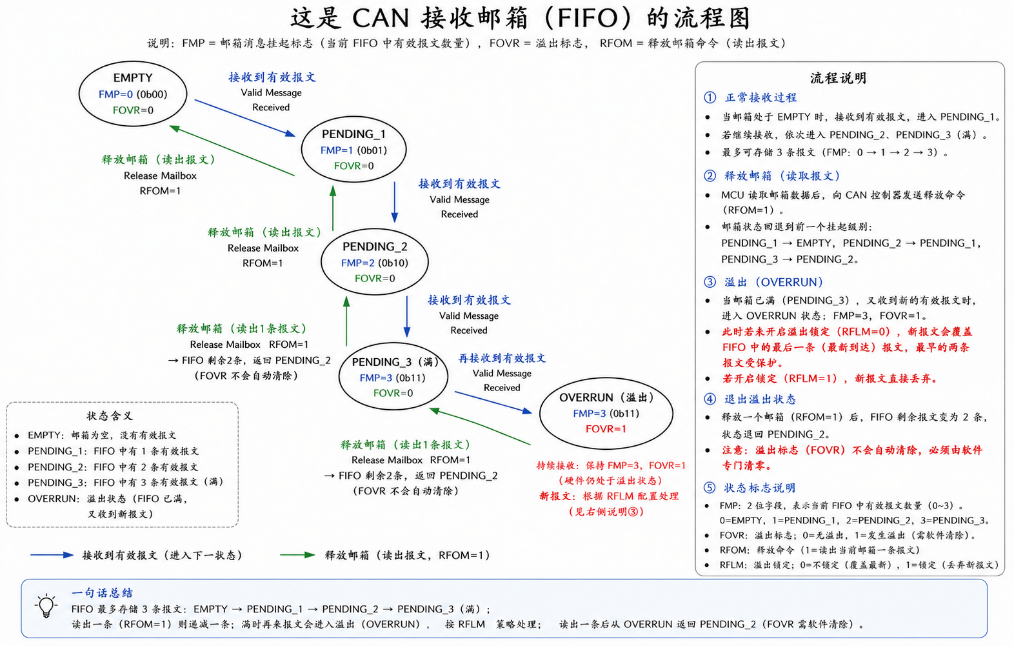 这是 CAN 接收邮箱（FIFO）的流程图
说明：FMP = 邮箱消息挂起标志（当前 FIFO 中有效报文数量），FOVR = 溢出标志， RFOM = 释放邮箱命令（读出报文）
EMPTY
FMP=0 (0b00)
FOVR=0
接收到有效报文
Valid Message
Received
PENDING_1
FMP=1 (0b01)
FOVR=0
释放邮箱（读出报文）
Release Mailbox
RFOM=1
接收到有效报文
Valid Message
Received
释放邮箱（读出报文）
Release Mailbox
RFOM=1
PENDING_2
FMP=2 (0b10)
FOVR=0
接收到有效报文
Valid Message
Received
释放邮箱（读出1条报文）
Release Mailbox RFOM=1
→ FIFO 剩余2条，返回 PENDING_2
（FOVR 不会自动清除）
PENDING_3（满）
FMP=3 (0b11)
FOVR=0
再接收到有效报文
Valid Message
Received
OVERRUN（溢出）
FMP=3 (0b11)
FOVR=1
释放邮箱（读出1条报文）
Release Mailbox RFOM=1
→ FIFO 剩余2条，返回 PENDING_2
（FOVR 不会自动清除）
持续接收：保持 FMP=3，FOVR=1
（硬件仍处于溢出状态）
新报文：根据 RFLM 配置处理
（见右侧说明③）
状态含义
• EMPTY：邮箱为空，没有有效报文
• PENDING_1：FIFO 中有 1 条有效报文
• PENDING_2：FIFO 中有 2 条有效报文
• PENDING_3：FIFO 中有 3 条有效报文（满）
• OVERRUN：溢出状态（FIFO 已满，
又收到新报文）
接收到有效报文（进入下一状态）
释放邮箱（读出报文，RFOM=1）
流程说明
① 正常接收过程
• 当邮箱处于 EMPTY 时，接收到有效报文，进入 PENDING_1。
• 若继续接收，依次进入 PENDING_2、PENDING_3（满）。
• 最多可存储 3 条报文（FMP：0 → 1 → 2 → 3）。
② 释放邮箱（读取报文）
• MCU 读取邮箱数据后，向 CAN 控制器发送释放命令
（RFOM=1）。
• 邮箱状态回退到前一个挂起级别：
PENDING_1 → EMPTY，PENDING_2 → PENDING_1，
PENDING_3 → PENDING_2。
③ 溢出（OVERRUN）
• 当邮箱已满（PENDING_3），又收到新的有效报文时，
进入 OVERRUN 状态：FMP=3，FOVR=1。
• 此时若未开启溢出锁定（RFLM=0），新报文会覆盖
FIFO 中的最后一条（最新到达）报文，最早的两条
报文受保护。
• 若开启锁定（RFLM=1），新报文直接丢弃。
④ 退出溢出状态
• 释放一个邮箱（RFOM=1）后，FIFO 剩余报文变为 2 条，
状态退回 PENDING_2。
• 注意：溢出标志（FOVR）不会自动清除，必须由软件
专门清零。
⑤ 状态标志说明
• FMP：2 位字段，表示当前 FIFO 中有效报文数量（0~3）。
0=EMPTY，1=PENDING_1，2=PENDING_2，3=PENDING_3。
• FOVR：溢出标志；0=无溢出，1=发生溢出（需软件清除）。
• RFOM：释放命令（1=读出当前邮箱一条报文）
• RFLM：溢出锁定；0=不锁定（覆盖最新），1=锁定（丢弃新报文）
一句话总结
FIFO 最多存储 3 条报文：EMPTY → PENDING_1 → PENDING_2 → PENDING_3（满）；
读出一条（RFOM=1）则递减一条；满时再来报文会进入溢出（OVERRUN）， 按 RFLM 策略处理； 读出一条后从 OVERRUN 返回 PENDING_2（FOVR 需软件清除）。